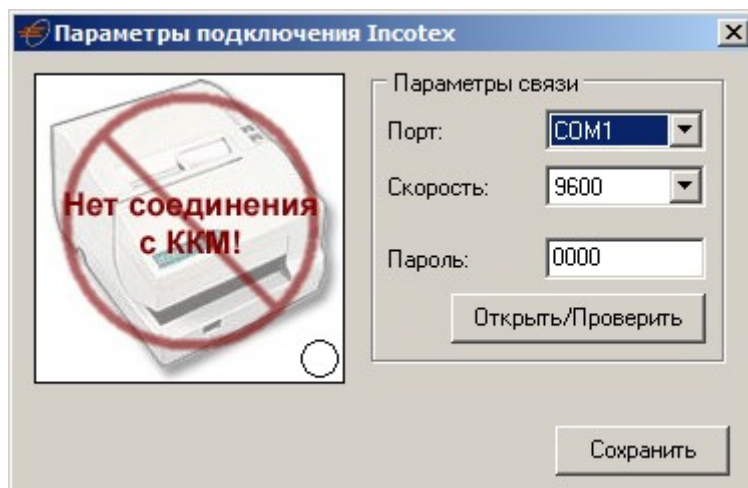 Параметры подключения Incotex
Нет соединения
с ККМ!
Параметры связи
Порт: COM1
Скорость: 9600
Пароль: 0000
Открыть/Проверить
Сохранить